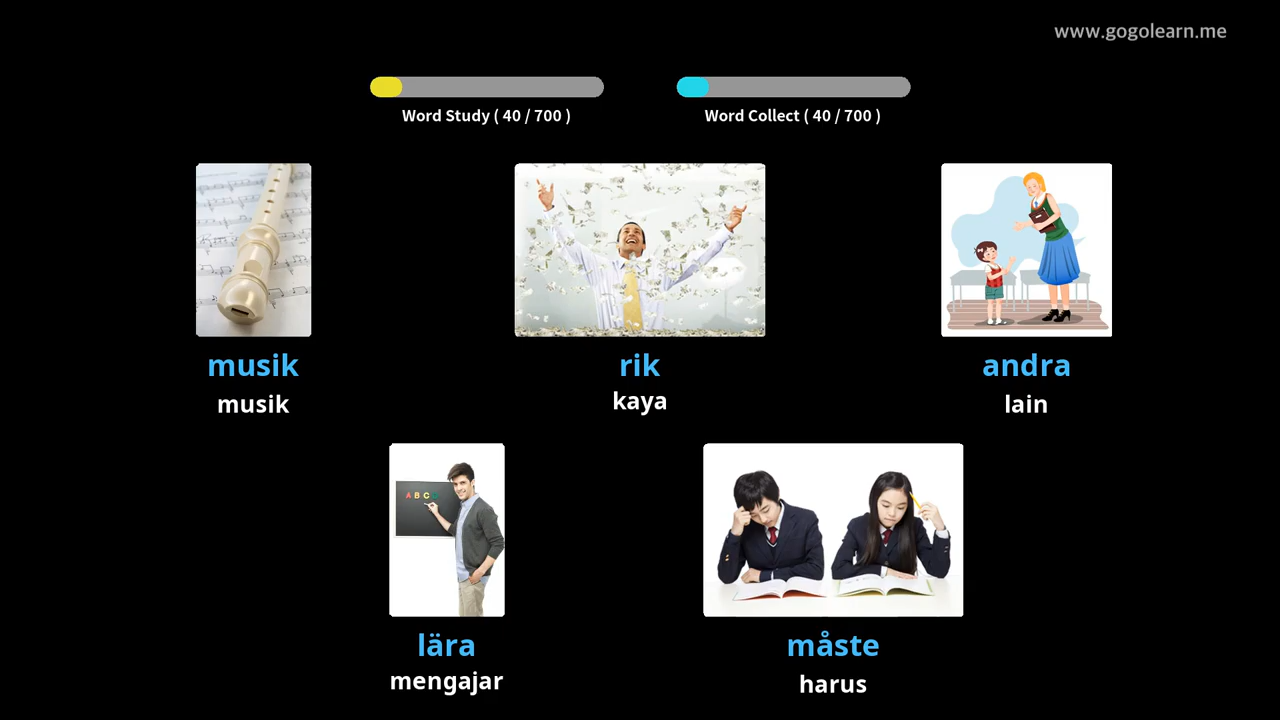 www.gogolearn.me
Word Study ( 40 / 700 )
Word Collect ( 40 / 700 )
musik
musik
rik
kaya
andra
lain
A B C D
lära
mengajar
måste
harus